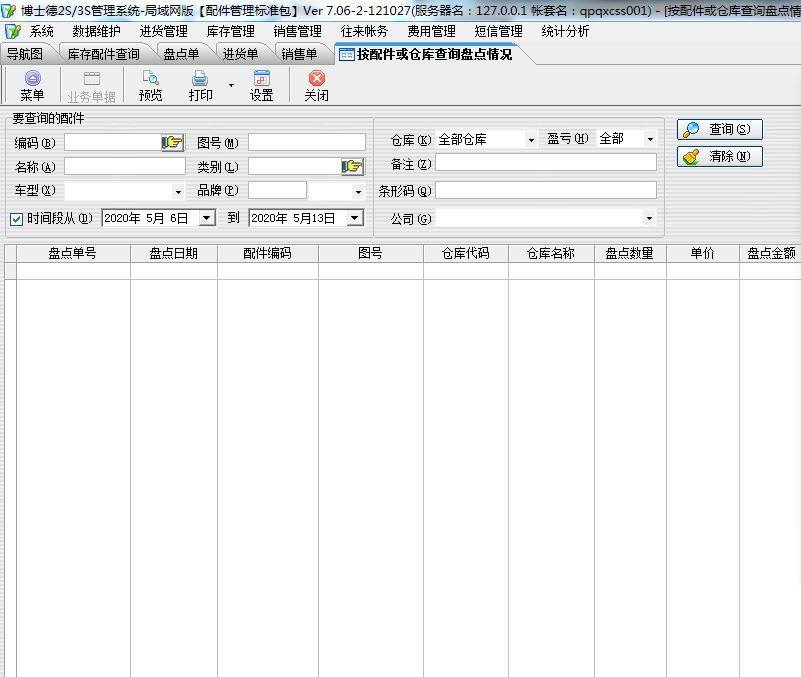 博士德2S/3S管理系统-局域网版【配件管理标准包】Ver 7.06-2-121027(服务器名：127.0.0.1 帐套名：qpqxcss001) - [按配件或仓库查询盘点情
系统 数据维护 进货管理 库存管理 销售管理 往来帐务 费用管理 短信管理 统计分析
导航图 库存配件查询 盘点单 进货单 销售单 按配件或仓库查询盘点情况
菜单 业务单据 预览 打印 设置 关闭
要查询的配件
编码(B) 图号(M) 仓库(K) 全部仓库 盈亏(H) 全部 查询(S)
名称(A) 类别(L) 备注(Z) 清除(N)
车型(X) 品牌(P) 条形码(Q)
时间段从(D) 2020年 5月 6日 到 2020年 5月13日 公司(G)
盘点单号 盘点日期 配件编码 图号 仓库代码 仓库名称 盘点数量 单价 盘点金额